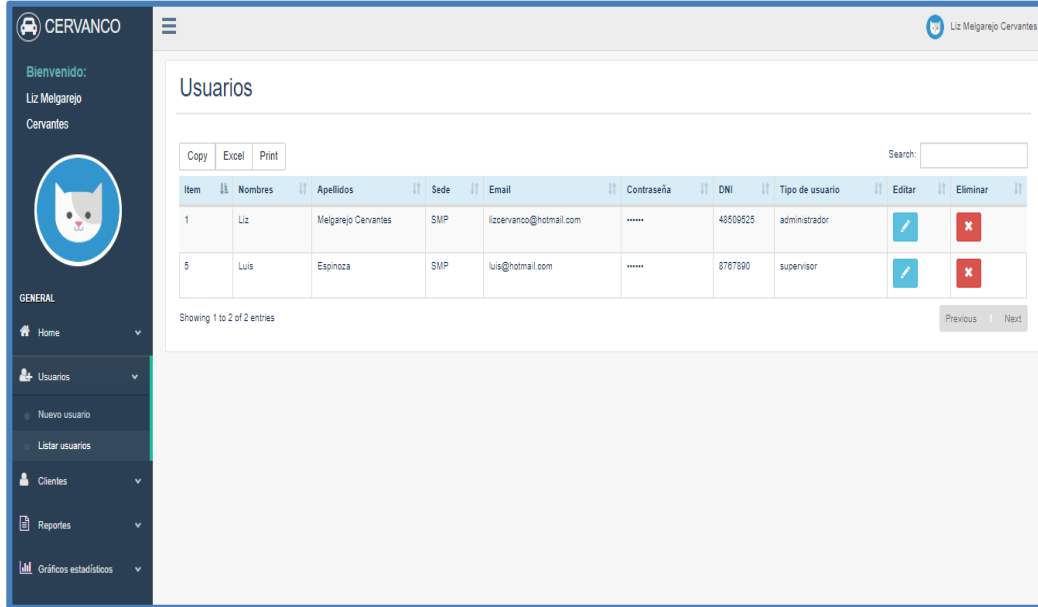 CERVANCO
Liz Melgarejo Cervantes
Bienvenido:
Liz Melgarejo
Cervantes
GENERAL
Home
Usuarios
Nuevo usuario
Listar usuarios
Clientes
Reportes
Gráficos estadísticos
Usuarios
Copy Excel Print
Search:
Item Nombres Apellidos Sede Email Contraseña DNI Tipo de usuario Editar Eliminar
1 Liz Melgarejo Cervantes SMP lizcervanco@hotmail.com •••••• 48509525 administrador
5 Luis Espinoza SMP luis@hotmail.com •••••• 8767890 supervisor
Showing 1 to 2 of 2 entries
Previous 1 Next